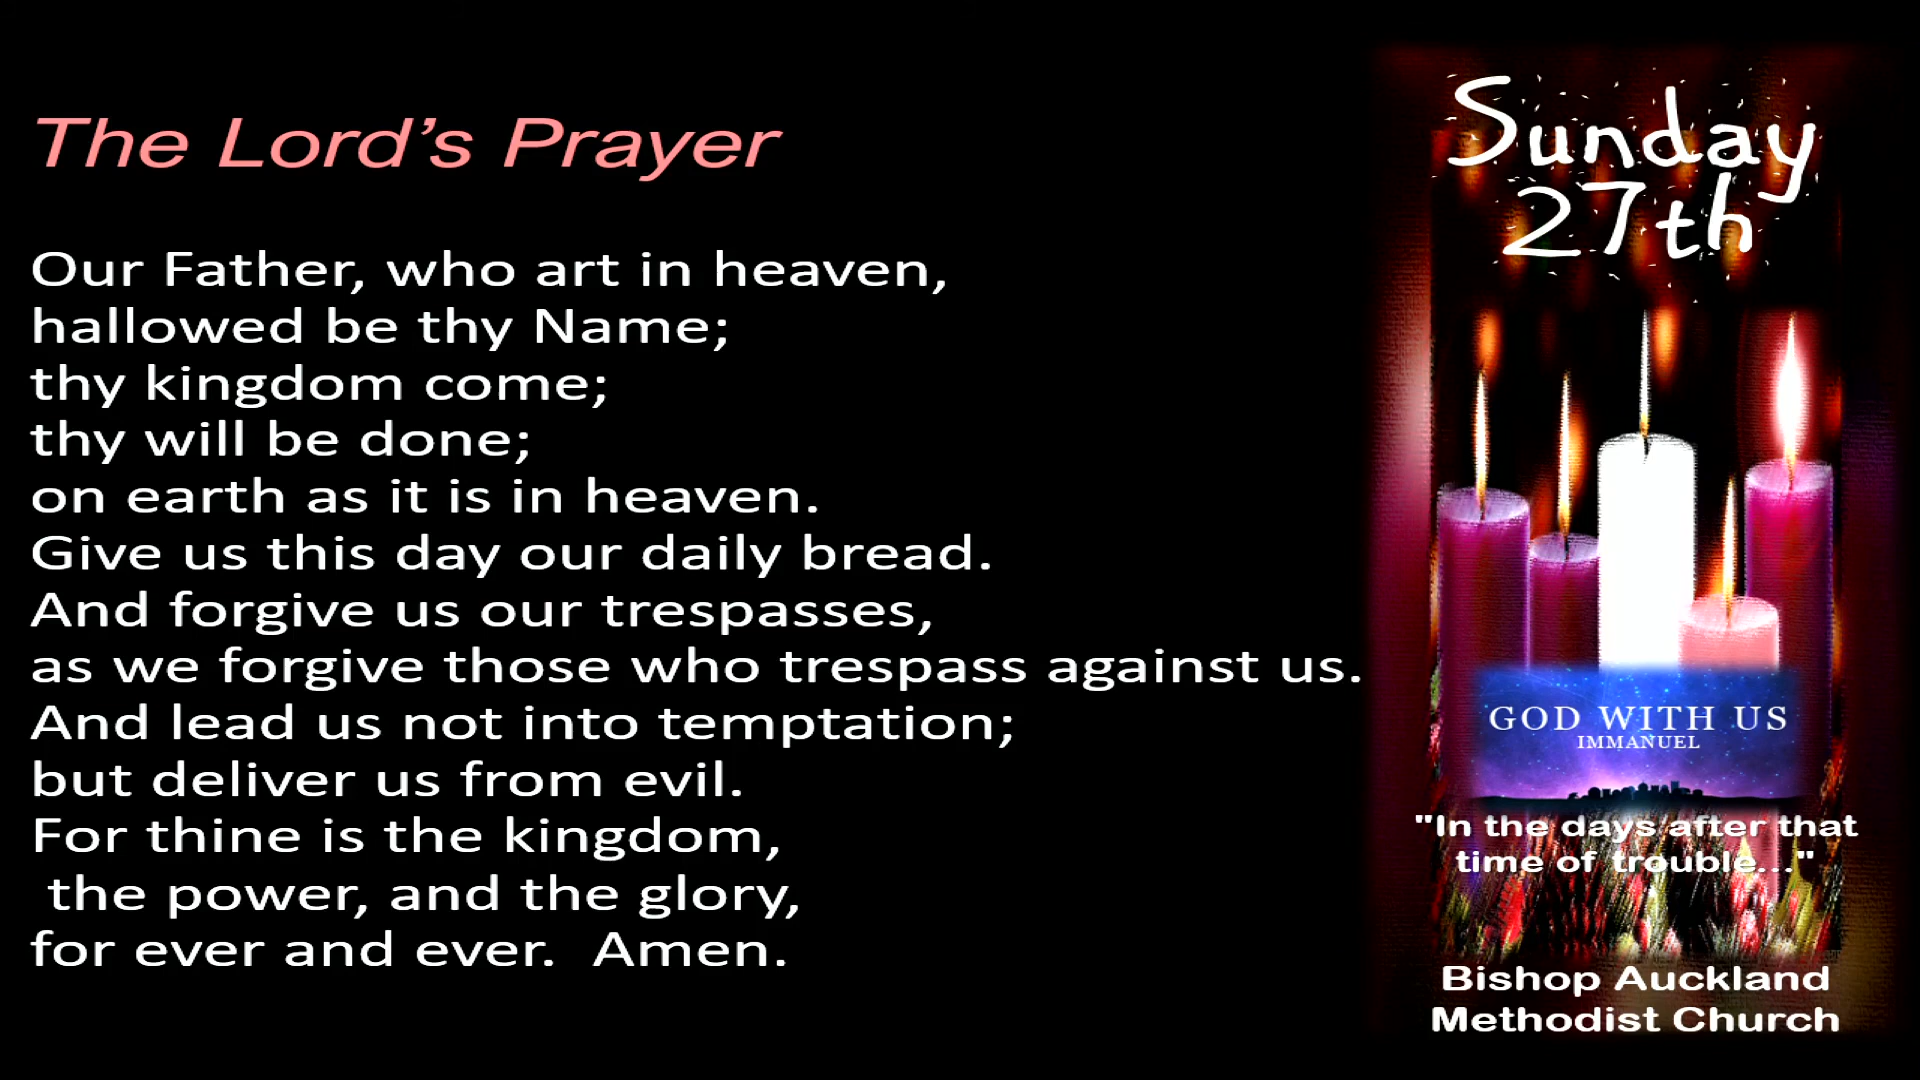 The Lord’s Prayer
Our Father, who art in heaven,
hallowed be thy Name;
thy kingdom come;
thy will be done;
on earth as it is in heaven.
Give us this day our daily bread.
And forgive us our trespasses,
as we forgive those who trespass against us.
And lead us not into temptation;
but deliver us from evil.
For thine is the kingdom,
the power, and the glory,
for ever and ever.  Amen.
Sunday
27th
GOD WITH US
IMMANUEL
"In the days after that
time of trouble..."
Bishop Auckland
Methodist Church